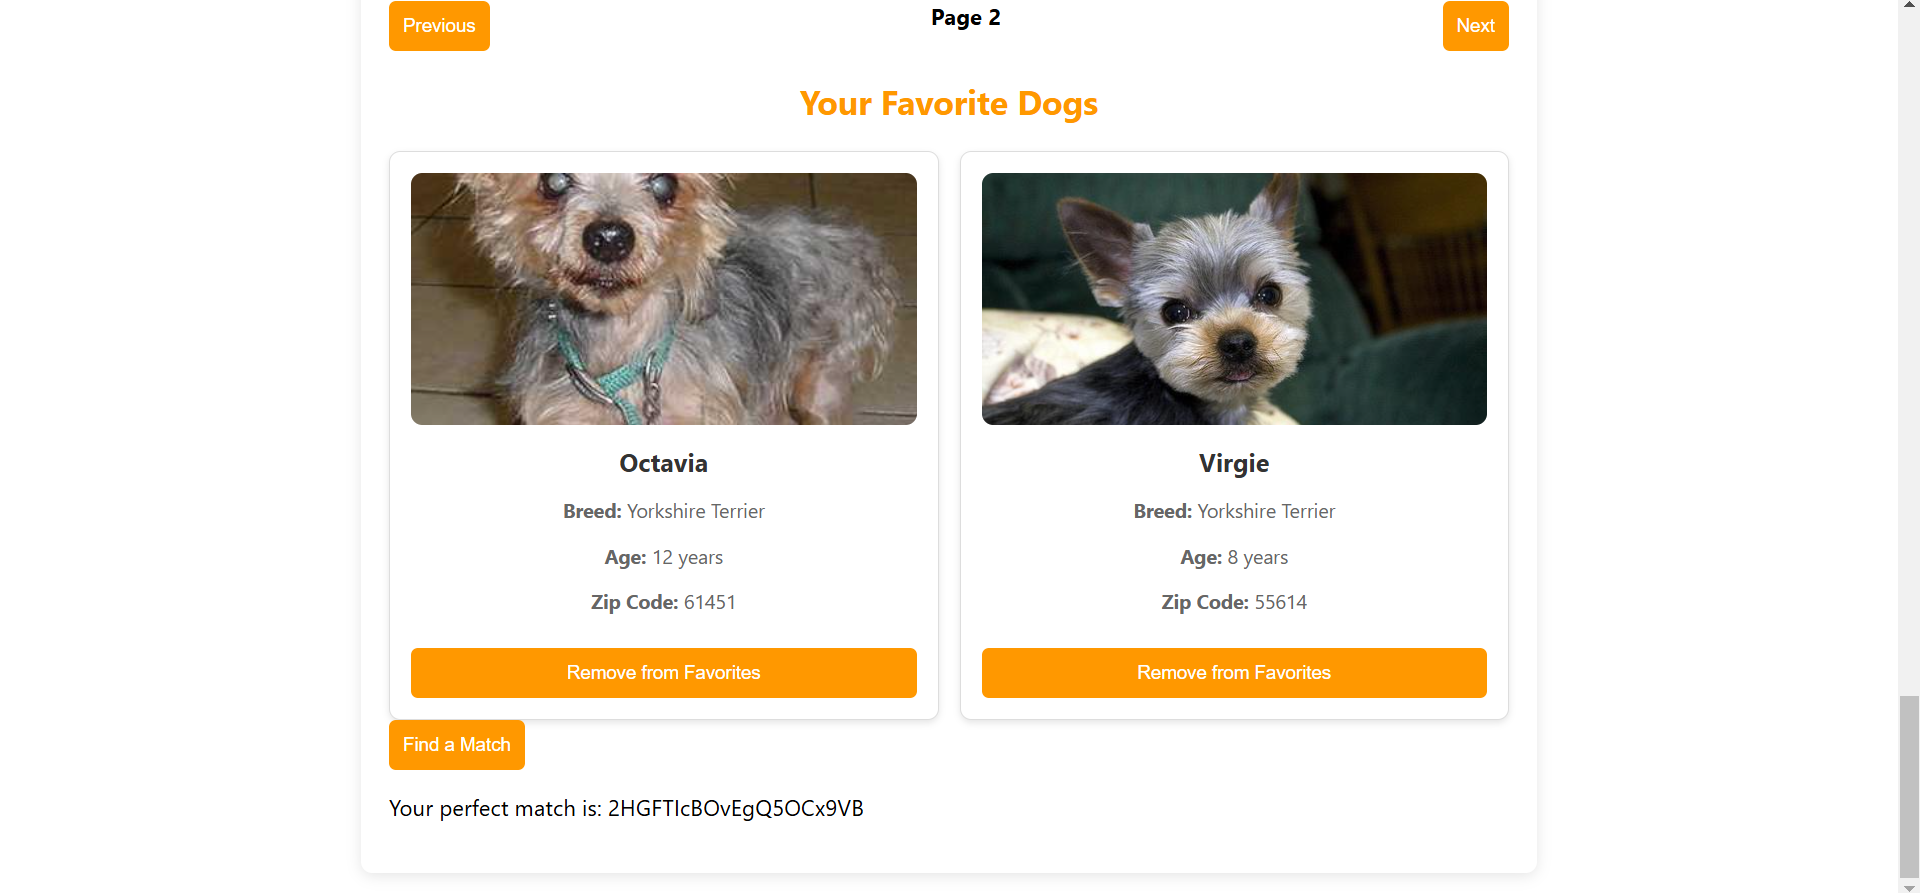 Previous
Page 2
Next
Your Favorite Dogs
Octavia
Breed: Yorkshire Terrier
Age: 12 years
Zip Code: 61451
Remove from Favorites
Virgie
Breed: Yorkshire Terrier
Age: 8 years
Zip Code: 55614
Remove from Favorites
Find a Match
Your perfect match is: 2HGFTIcBOvEgQ5OCx9VB